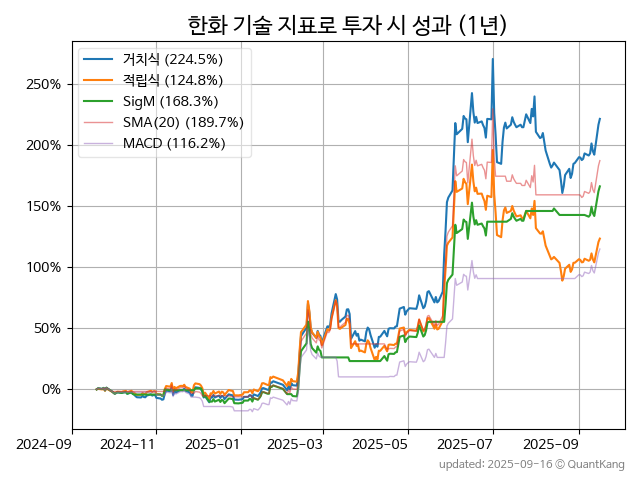 한화 기술 지표로 투자 시 성과 (1년)
거치식 (224.5%)
적립식 (124.8%)
SigM (168.3%)
SMA(20) (189.7%)
MACD (116.2%)
250%
200%
150%
100%
50%
0%
2024-09 2024-11 2025-01 2025-03 2025-05 2025-07 2025-09
updated: 2025-09-16 © QuantKang